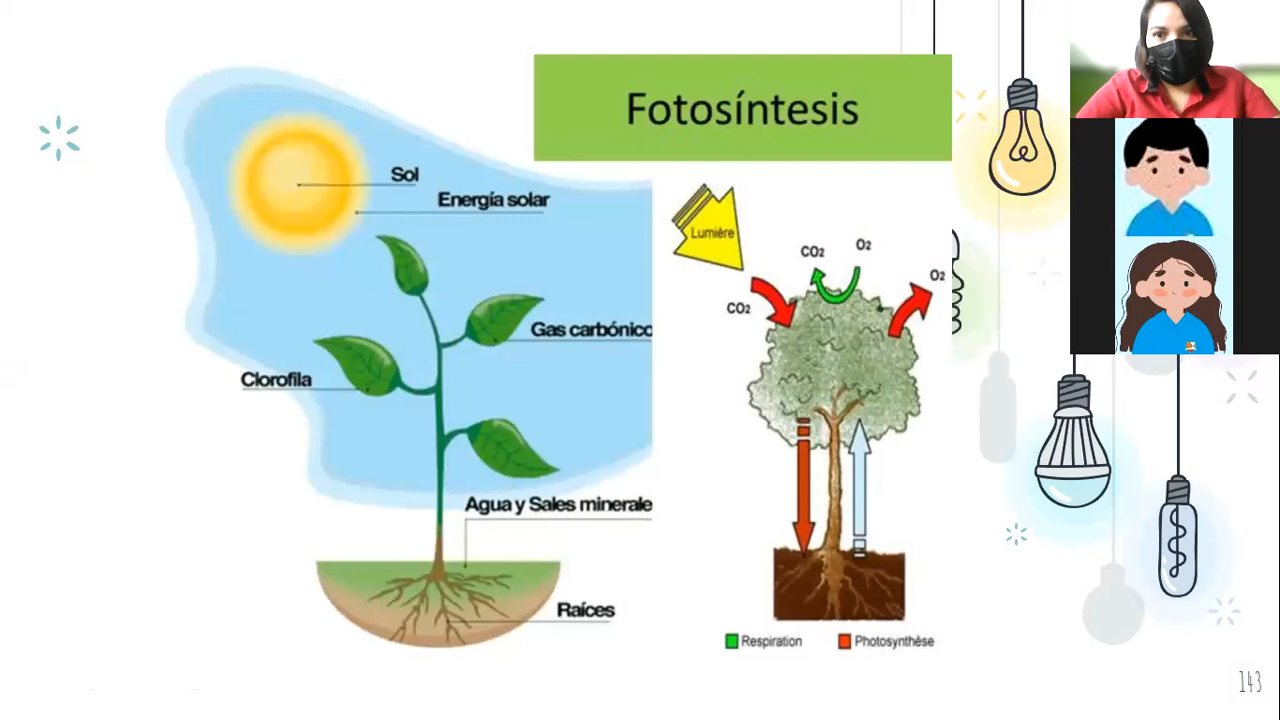 Fotosíntesis
Sol
Energía solar
Gas carbónico
Clorofila
Agua y Sales minerale
Raíces
Lumière
CO2
O2
CO2
O2
Respiration
Photosynthèse
143